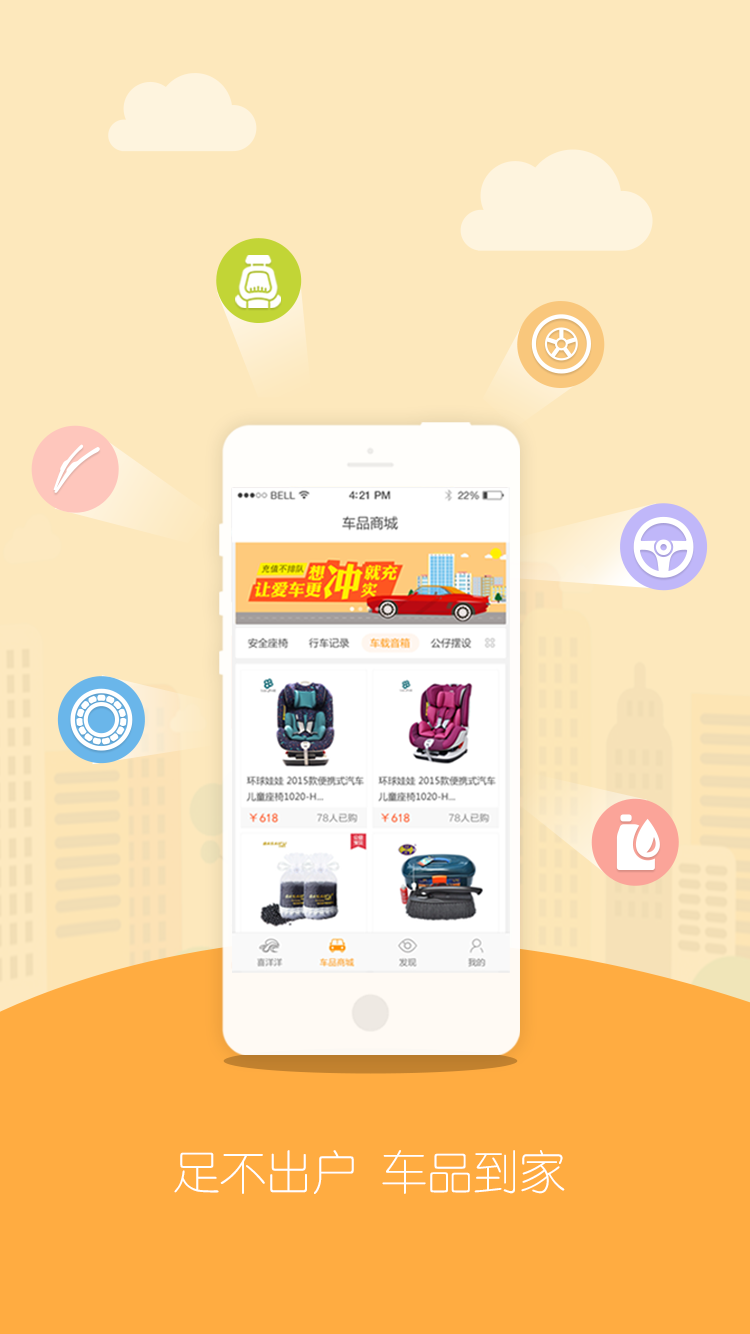 BELL 4:21 PM 22%
车品商城
充值不排队
想冲就充
让爱车更实
安全座椅 行车记录 车载音箱 公仔摆设
环球娃娃 2015款便携式汽车
儿童座椅1020-H...
¥618 78人已购
环球娃娃 2015款便携式汽车
儿童座椅1020-H...
¥618 78人已购
喜洋洋 车品商城 发现 我的
足不出户 车品到家